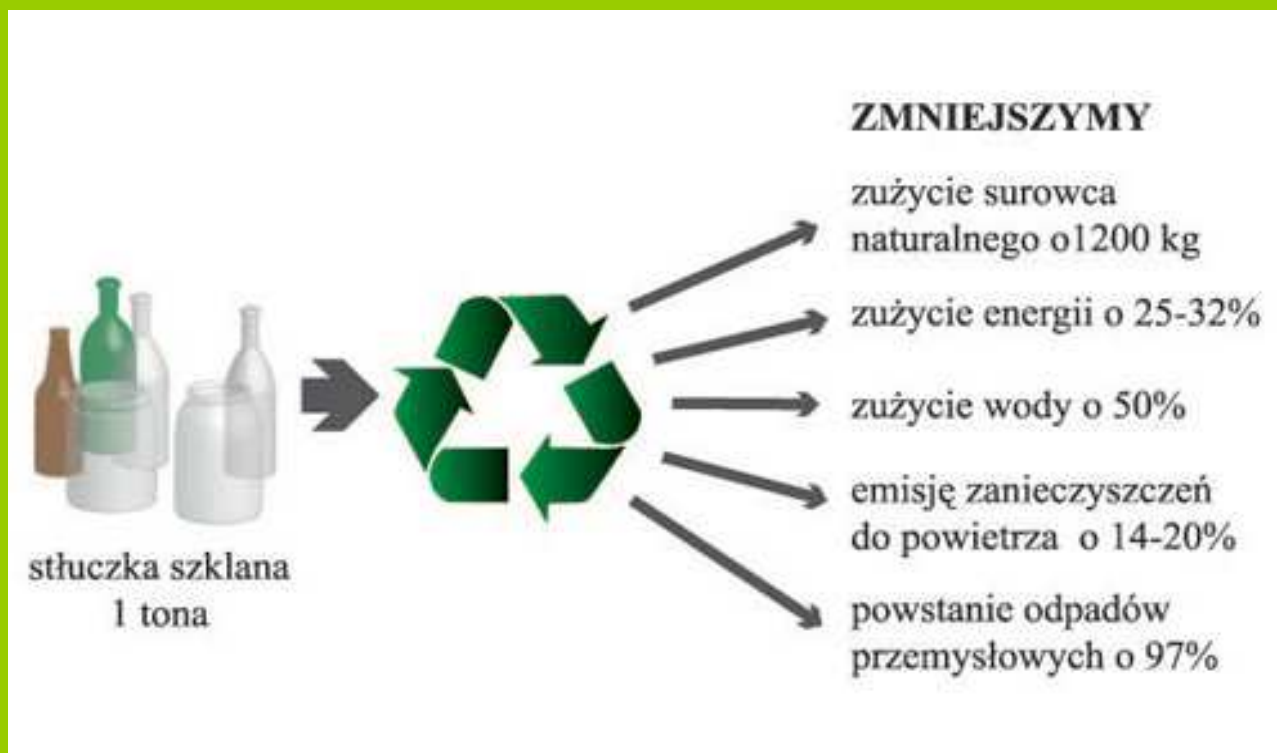 stłuczka szklana
1 tona
ZMNIEJSZYMY
zużycie surowca
naturalnego o1200 kg
zużycie energii o 25-32%
zużycie wody o 50%
emisję zanieczyszczeń
do powietrza o 14-20%
powstanie odpadów
przemysłowych o 97%